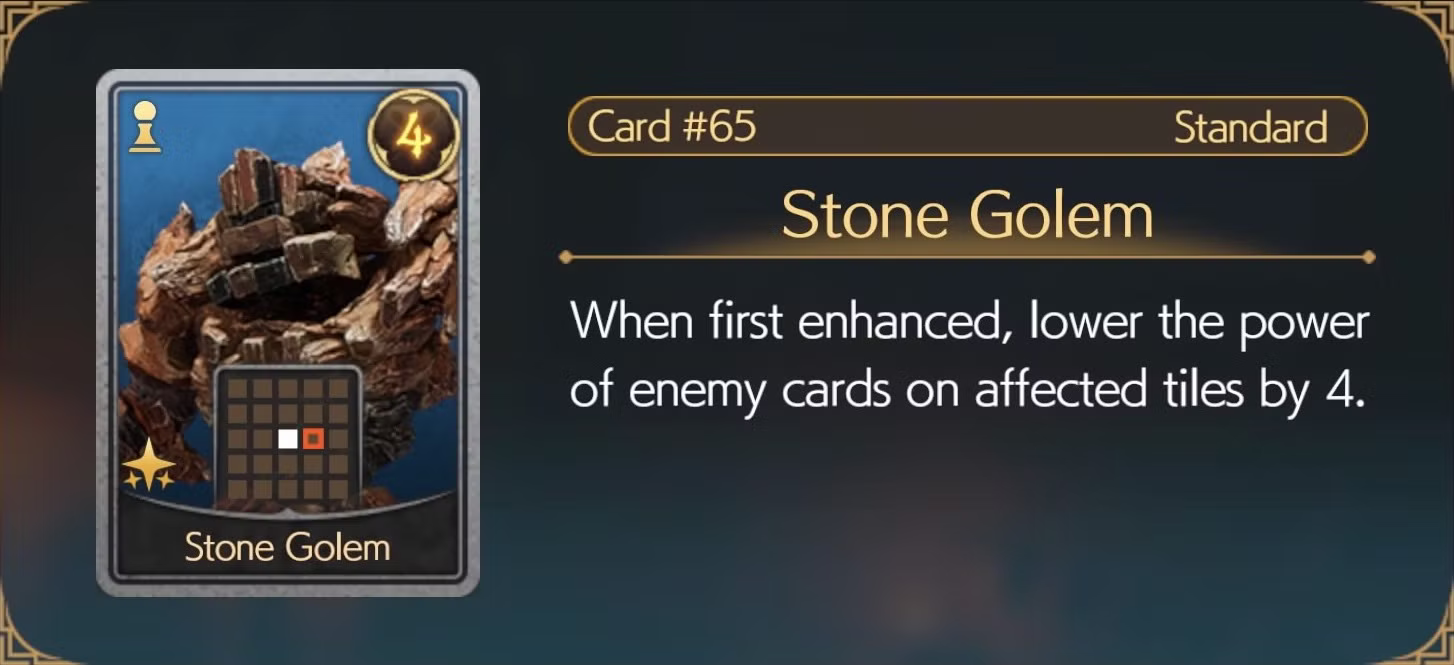 4
Stone Golem
Card #65 Standard
Stone Golem
When first enhanced, lower the power
of enemy cards on affected tiles by 4.